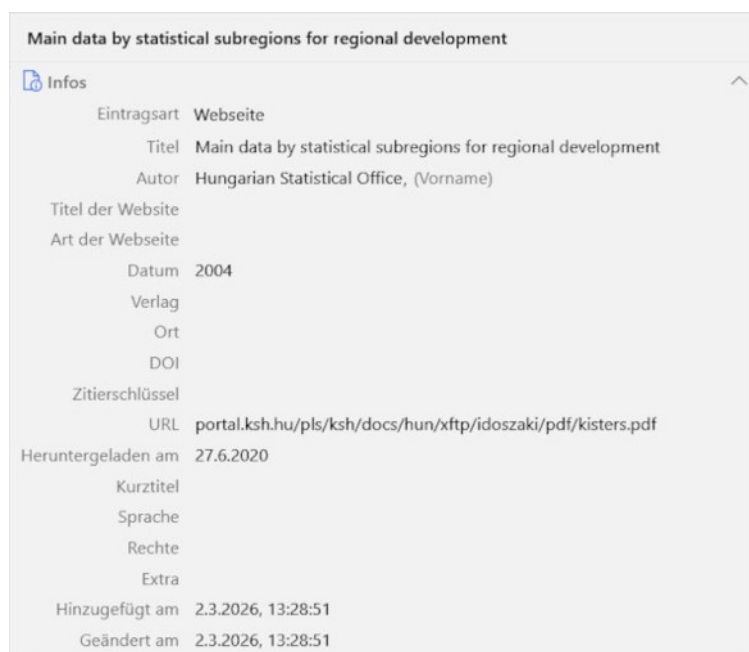 Main data by statistical subregions for regional development
Infos
Eintragsart Webseite
Titel Main data by statistical subregions for regional development
Autor Hungarian Statistical Office, (Vorname)
Titel der Website
Art der Webseite
Datum 2004
Verlag
Ort
DOI
Zitierschlüssel
URL portal.ksh.hu/pls/ksh/docs/hun/xftp/idoszaki/pdf/kisters.pdf
Heruntergeladen am 27.6.2020
Kurztitel
Sprache
Rechte
Extra
Hinzugefügt am 2.3.2026, 13:28:51
Geändert am 2.3.2026, 13:28:51